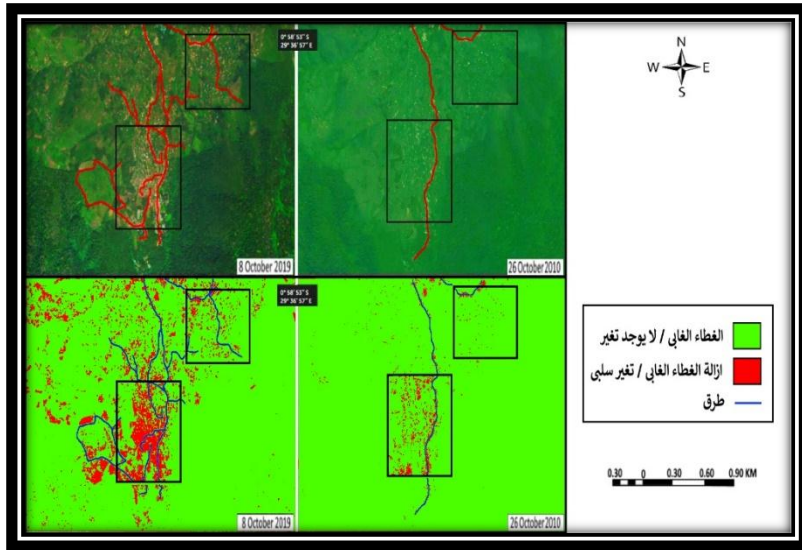 0° 58' 53" S
29° 36' 57" E
8 October 2019
26 October 2010
0° 58' 53" S
29° 36' 57" E
8 October 2019
26 October 2010
N
W E
S
الغطاء الغابي / لا يوجد تغير
ازالة الغطاء الغابي / تغير سلبي
طرق
0.30 0 0.30 0.60 0.90 KM